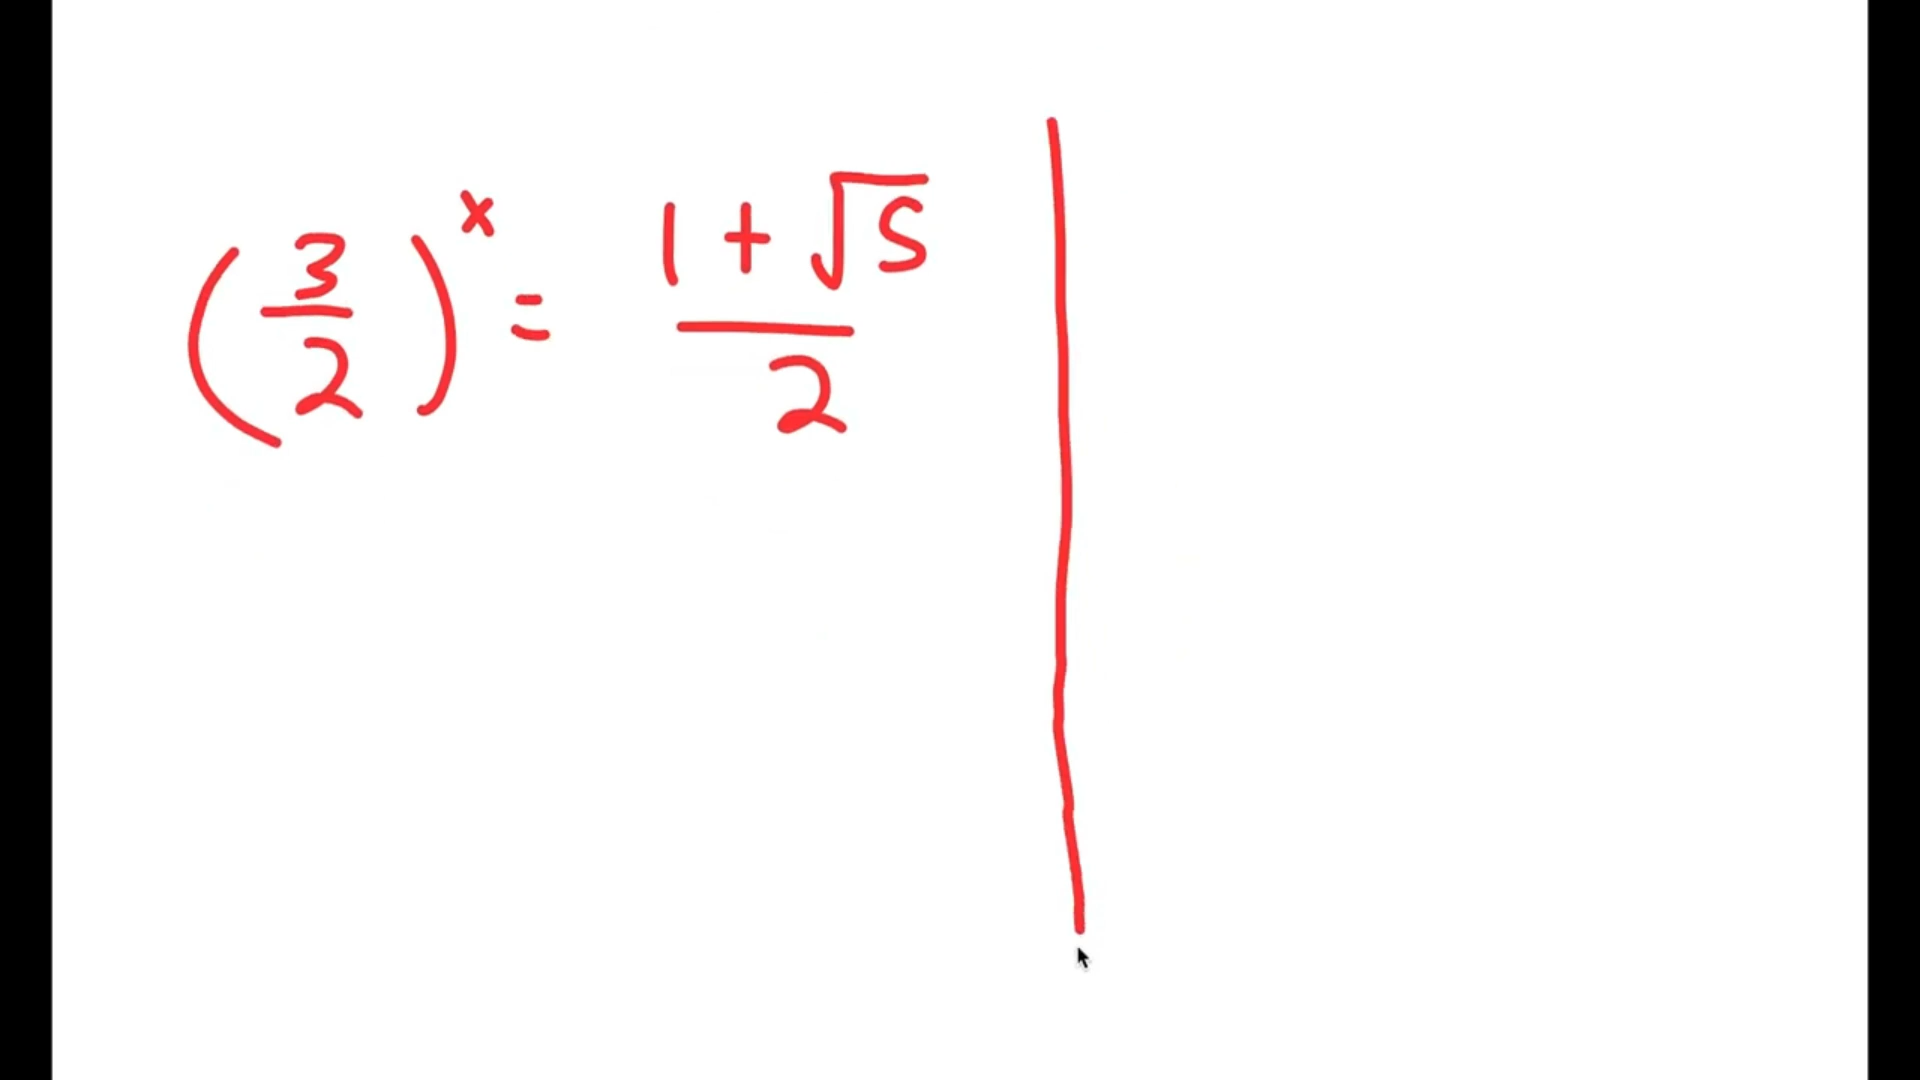 (3/2)^x = (1 + √5)/2